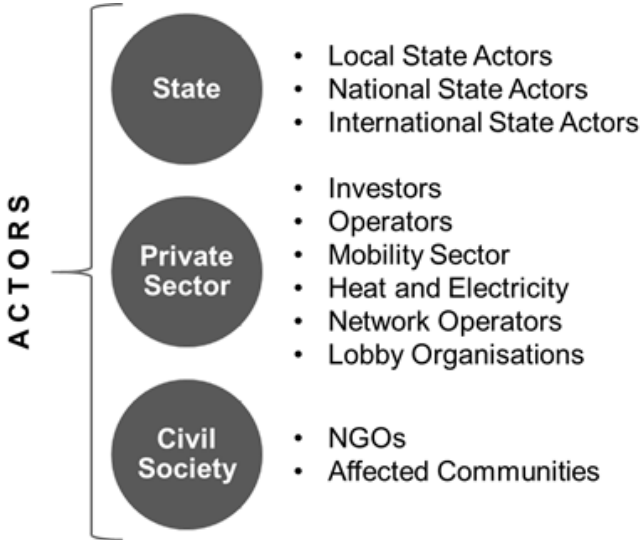 ACTORS
State
• Local State Actors
• National State Actors
• International State Actors
Private
Sector
• Investors
• Operators
• Mobility Sector
• Heat and Electricity
• Network Operators
• Lobby Organisations
Civil
Society
• NGOs
• Affected Communities